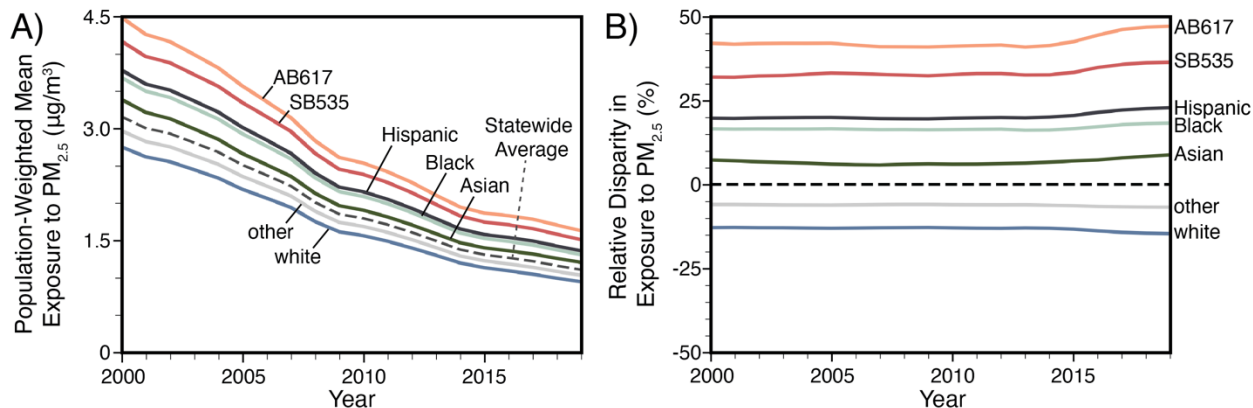 A)
Population-Weighted Mean
Exposure to PM2.5 (μg/m³)
4.5
3.0
1.5
0
AB617
SB535
Hispanic
Black
Asian
Statewide
Average
other
white
2000
2005
2010
2015
Year
B)
Relative Disparity in
Exposure to PM2.5 (%)
50
25
0
-25
-50
AB617
SB535
Hispanic
Black
Asian
other
white
2000
2005
2010
2015
Year